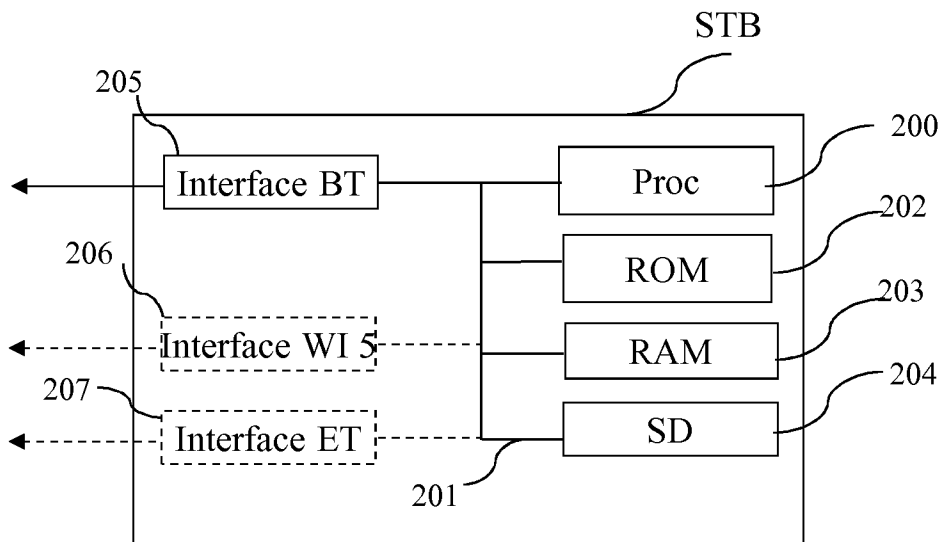 STB
205
200
Interface BT
Proc
202
206
ROM
203
Interface WI 5
RAM
207
204
Interface ET
SD
201